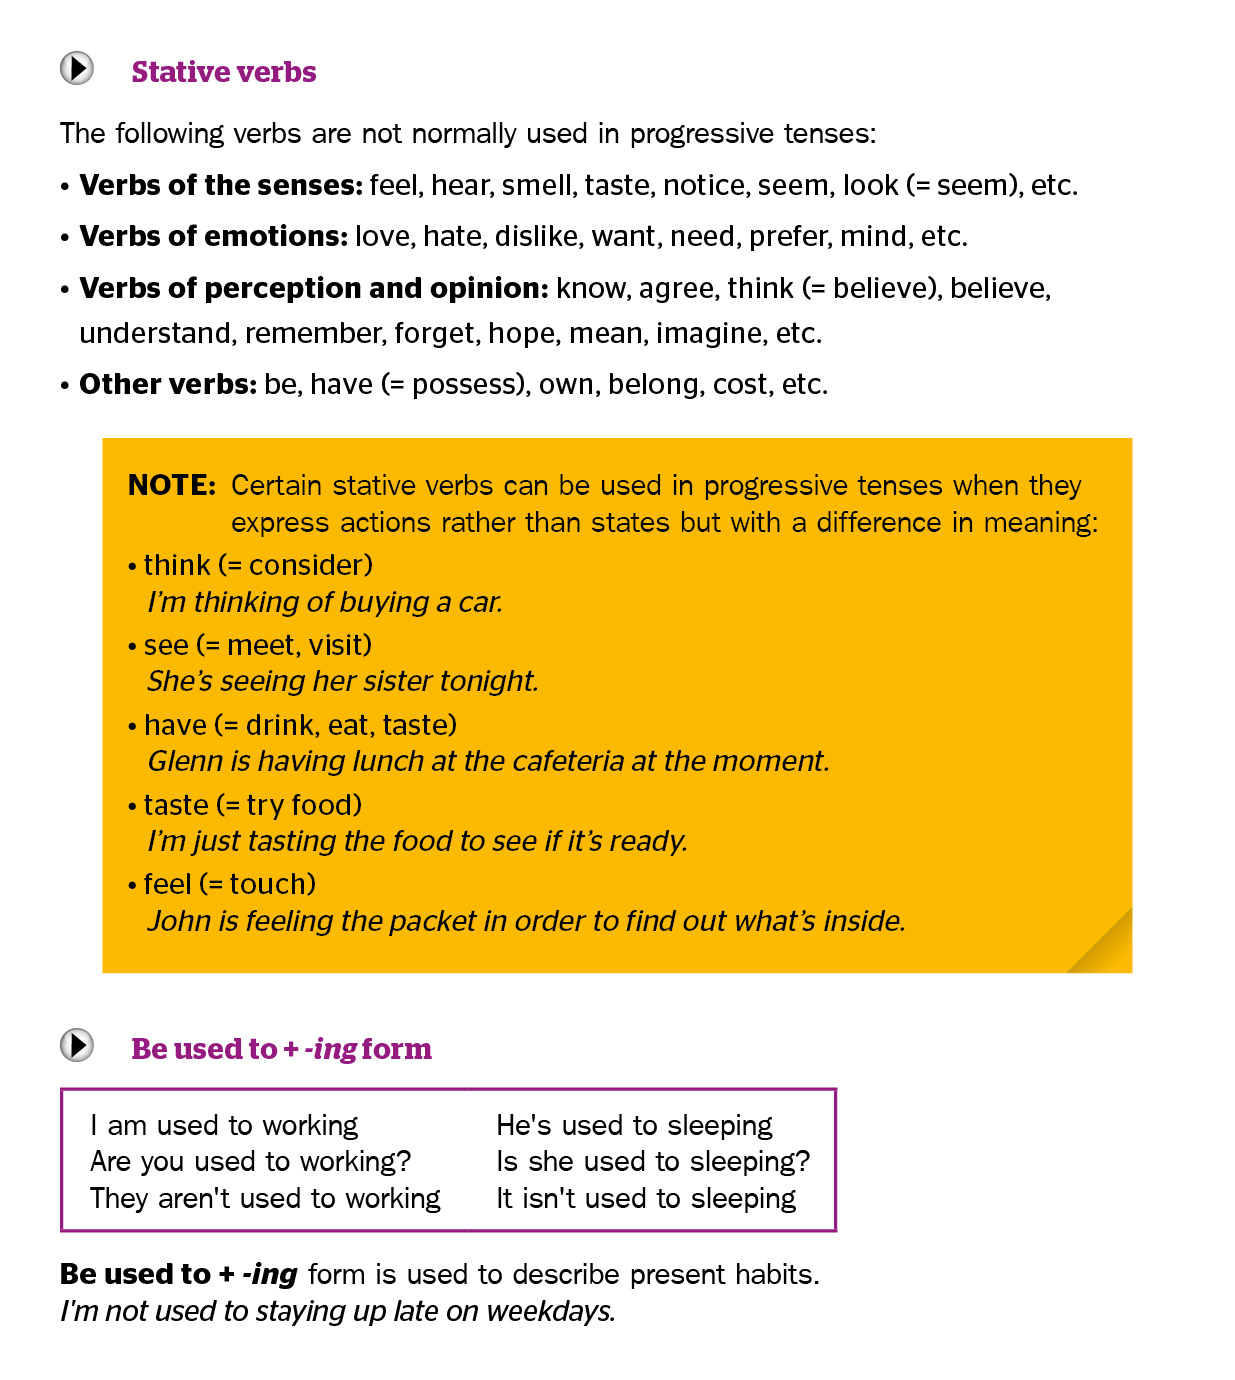 Stative verbs
The following verbs are not normally used in progressive tenses:
• Verbs of the senses: feel, hear, smell, taste, notice, seem, look (= seem), etc.
• Verbs of emotions: love, hate, dislike, want, need, prefer, mind, etc.
• Verbs of perception and opinion: know, agree, think (= believe), believe,
understand, remember, forget, hope, mean, imagine, etc.
• Other verbs: be, have (= possess), own, belong, cost, etc.
NOTE: Certain stative verbs can be used in progressive tenses when they
express actions rather than states but with a difference in meaning:
• think (= consider)
I’m thinking of buying a car.
• see (= meet, visit)
She’s seeing her sister tonight.
• have (= drink, eat, taste)
Glenn is having lunch at the cafeteria at the moment.
• taste (= try food)
I’m just tasting the food to see if it’s ready.
• feel (= touch)
John is feeling the packet in order to find out what’s inside.
Be used to + -ing form
I am used to working
Are you used to working?
They aren't used to working
He's used to sleeping
Is she used to sleeping?
It isn't used to sleeping
Be used to + -ing form is used to describe present habits.
I'm not used to staying up late on weekdays.